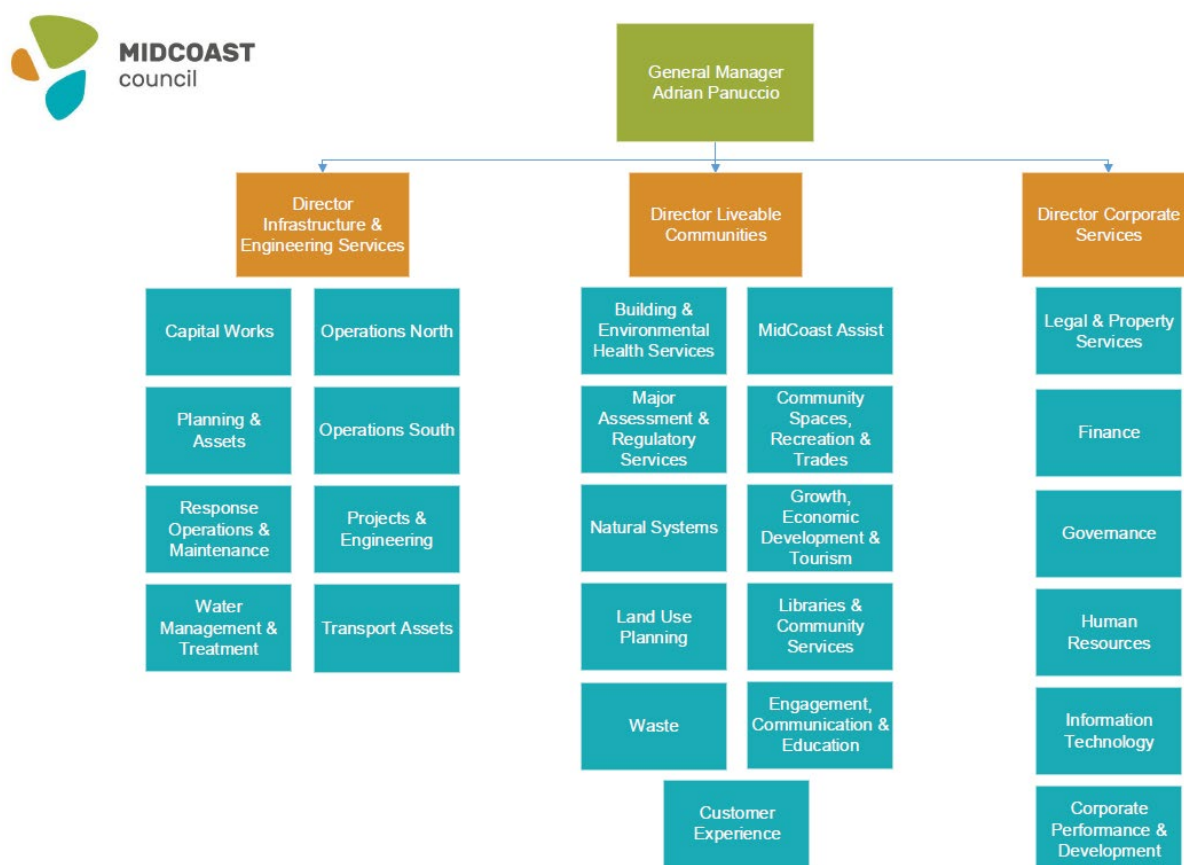 MIDCOAST
council
General Manager
Adrian Panuccio
Director
Infrastructure &
Engineering Services
Director Liveable
Communities
Director Corporate
Services
Capital Works
Operations North
Planning &
Assets
Operations South
Response
Operations &
Maintenance
Projects &
Engineering
Water
Management &
Treatment
Transport Assets
Building &
Environmental
Health Services
MidCoast Assist
Major
Assessment &
Regulatory
Services
Community
Spaces,
Recreation &
Trades
Natural Systems
Growth,
Economic
Development &
Tourism
Land Use
Planning
Libraries &
Community
Services
Waste
Engagement,
Communication &
Education
Customer
Experience
Legal & Property
Services
Finance
Governance
Human
Resources
Information
Technology
Corporate
Performance &
Development